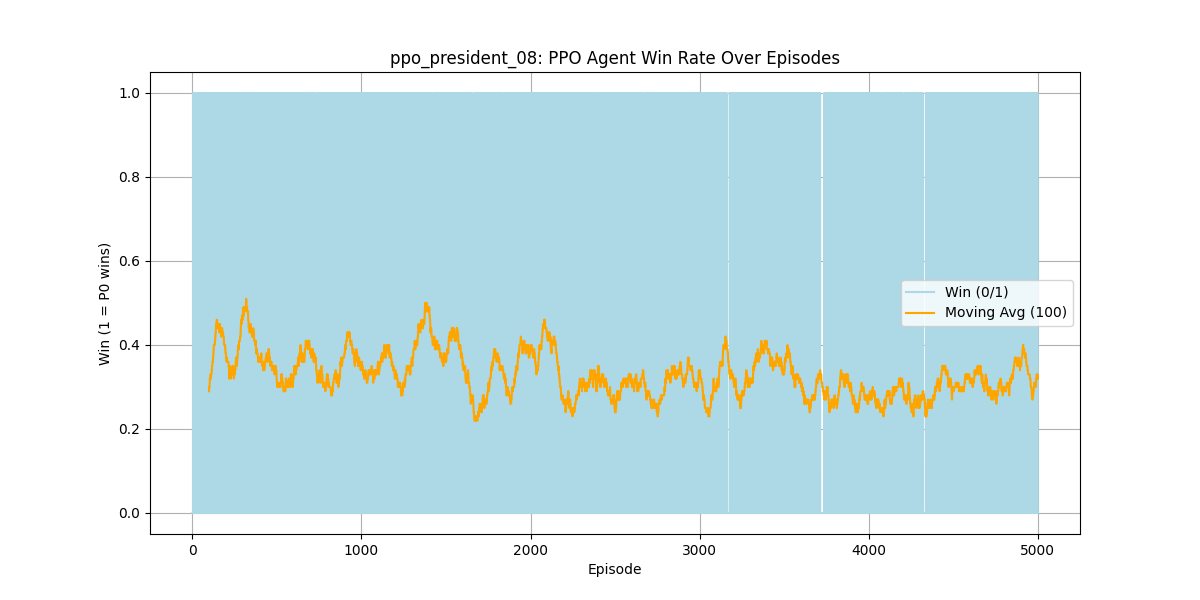 ppo_president_08: PPO Agent Win Rate Over Episodes
Win (1 = P0 wins)
1.0
0.8
0.6
0.4
0.2
0.0
Win (0/1)
Moving Avg (100)
0 1000 2000 3000 4000 5000
Episode